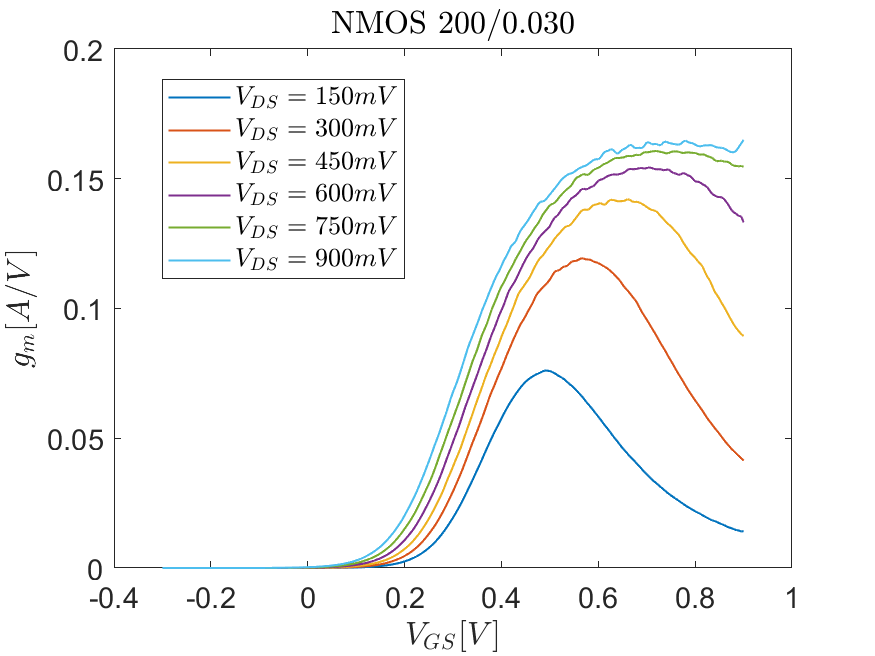 NMOS 200/0.030
0.2
0.15
0.1
0.05
0
g_m[A/V]
V_DS = 150mV
V_DS = 300mV
V_DS = 450mV
V_DS = 600mV
V_DS = 750mV
V_DS = 900mV
-0.4 -0.2 0 0.2 0.4 0.6 0.8 1
V_GS[V]